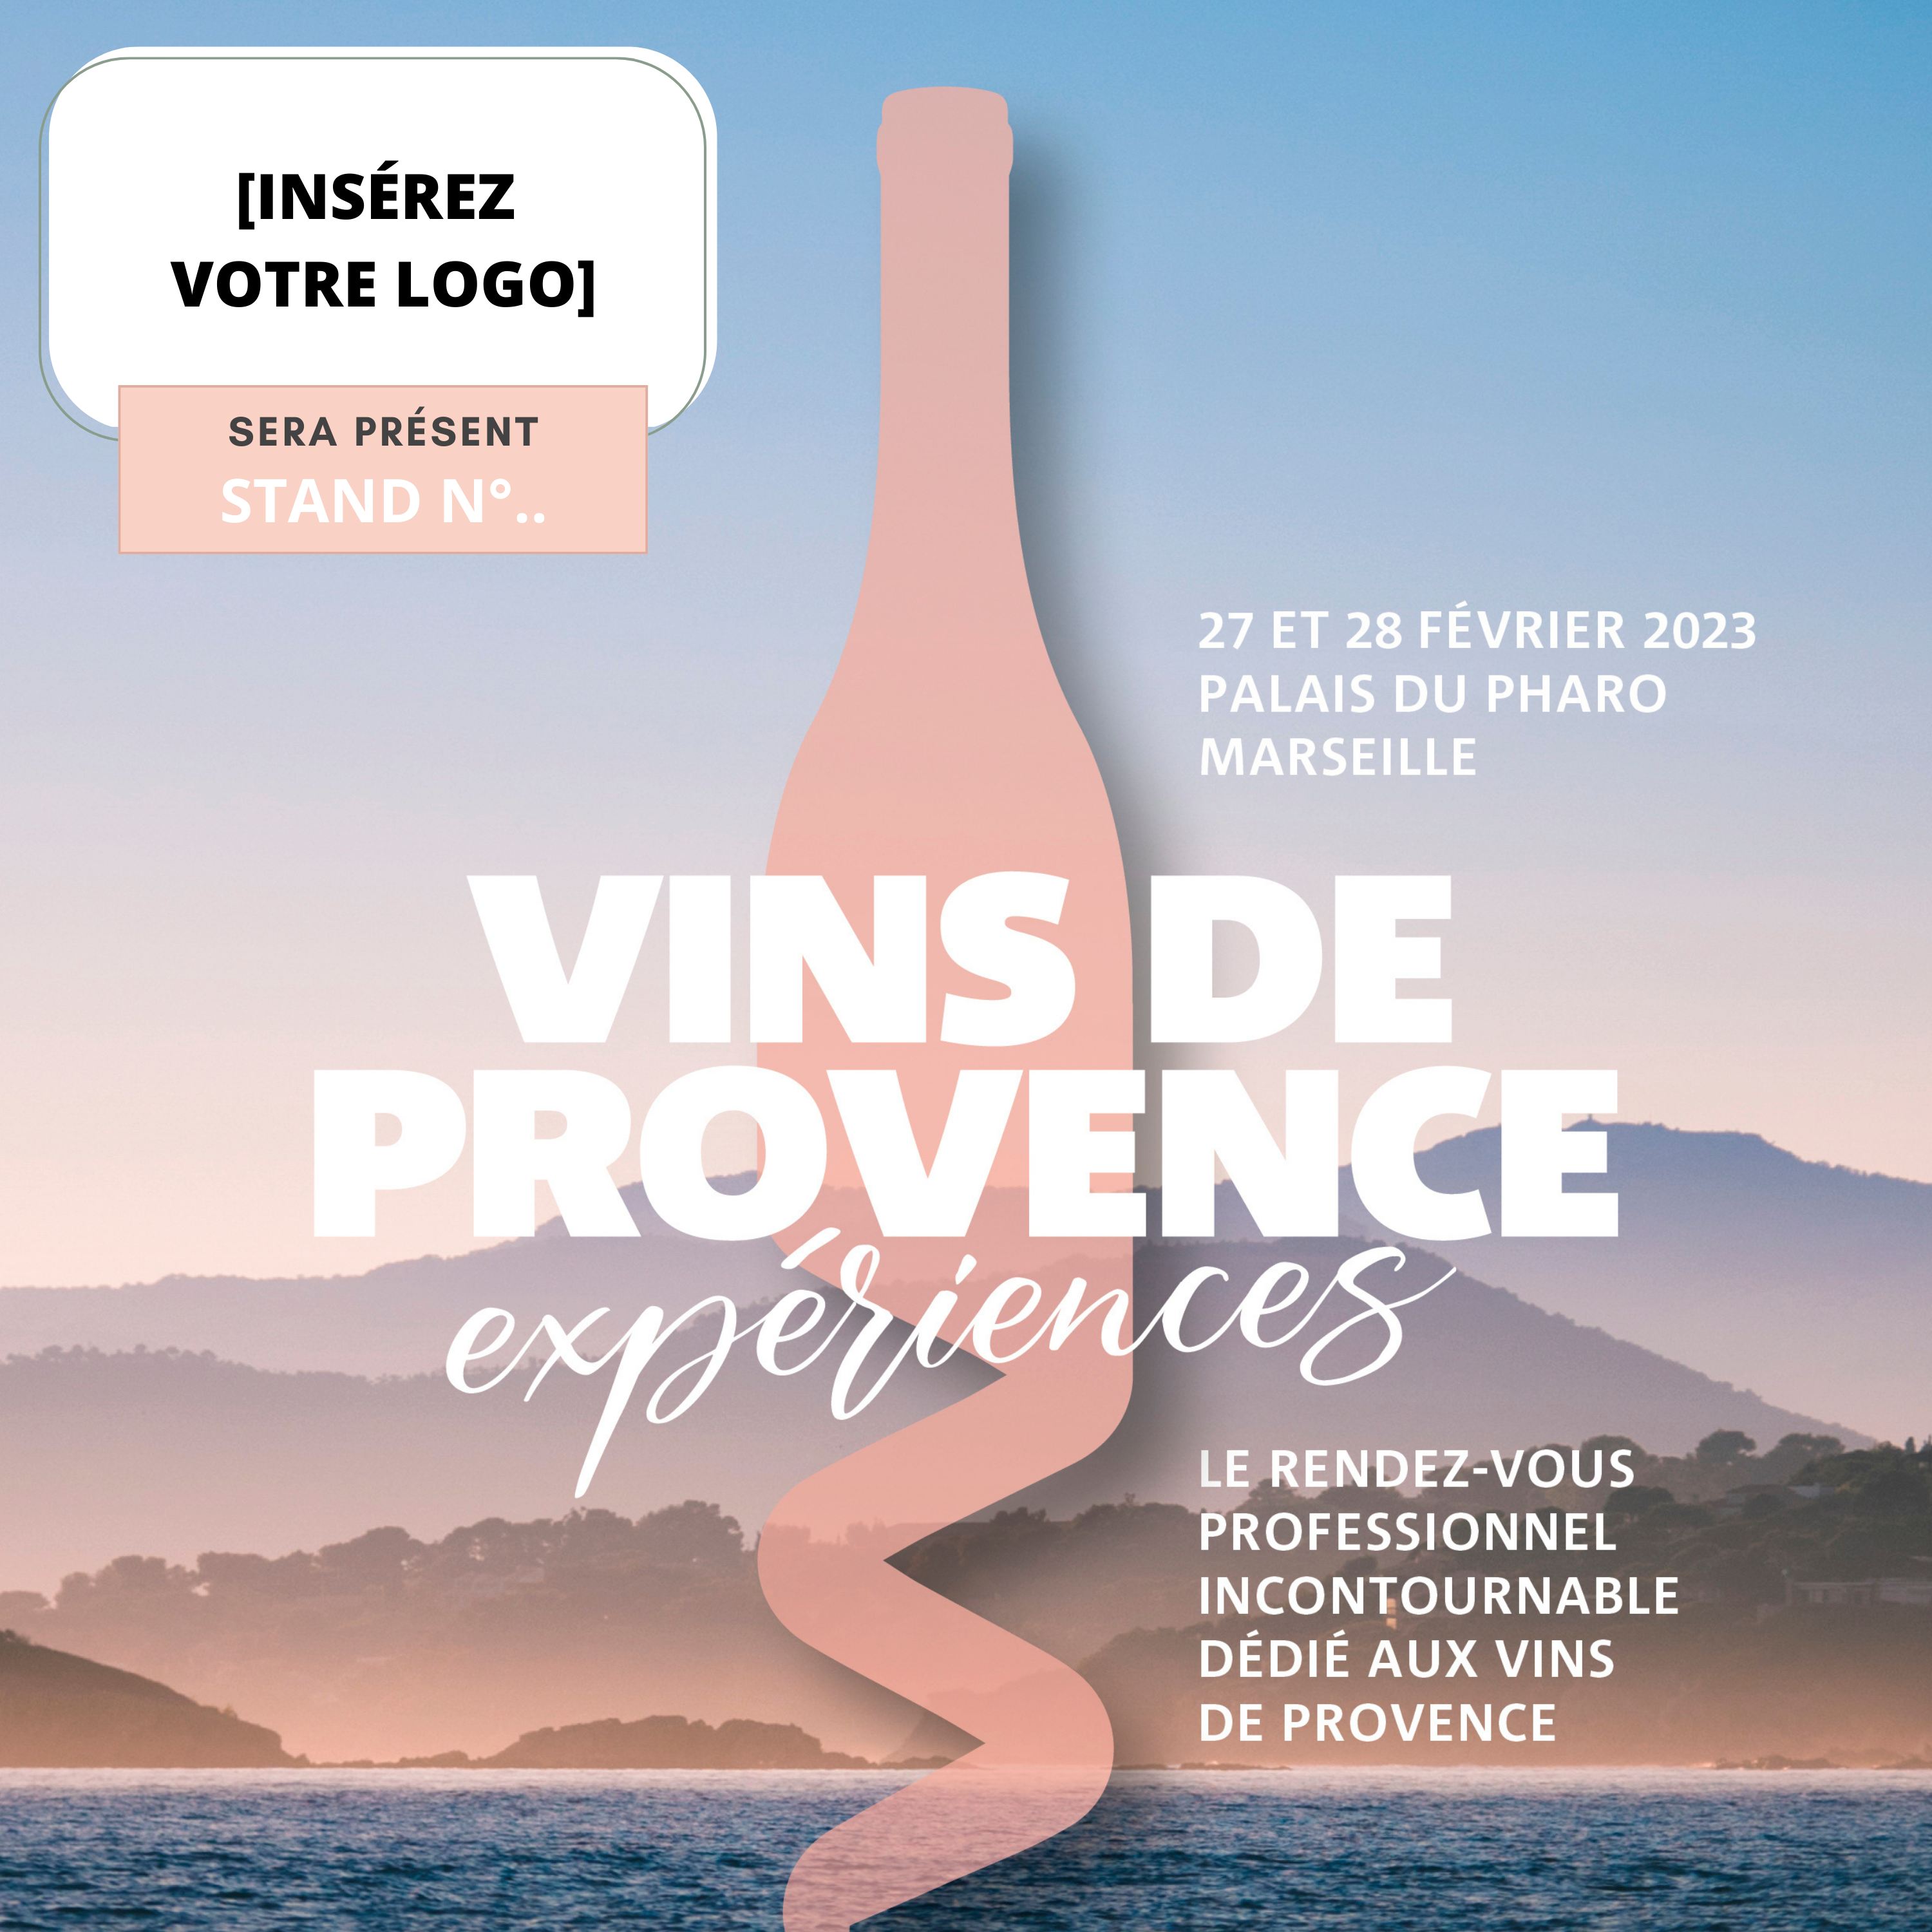 [INSÉREZ
VOTRE LOGO]
SERA PRÉSENT
STAND N°..
27 ET 28 FÉVRIER 2023
PALAIS DU PHARO
MARSEILLE
VINS DE
PROVENCE
expériences
LE RENDEZ-VOUS
PROFESSIONNEL
INCONTOURNABLE
DÉDIÉ AUX VINS
DE PROVENCE